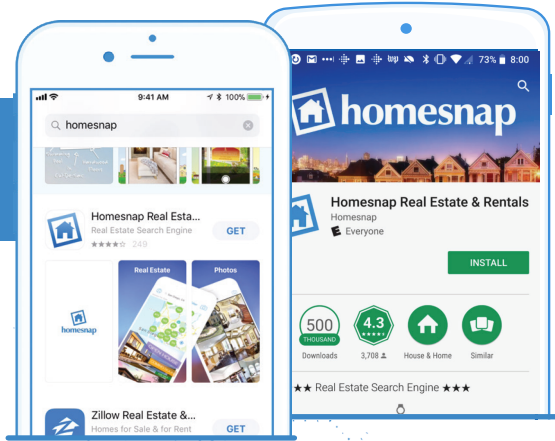 9:41 AM
100%
homesnap
Homesnap Real Esta...
Real Estate Search Engine
249
GET
homesnap
Real Estate
Photos
Zillow Real Estate &...
Homes for Sale & for Rent
GET
wp
73%
8:00
homesnap
Homesnap Real Estate & Rentals
Homesnap
E Everyone
INSTALL
500
THOUSAND
Downloads
4.3
3,708
House & Home
Similar
★★ Real Estate Search Engine ★★★